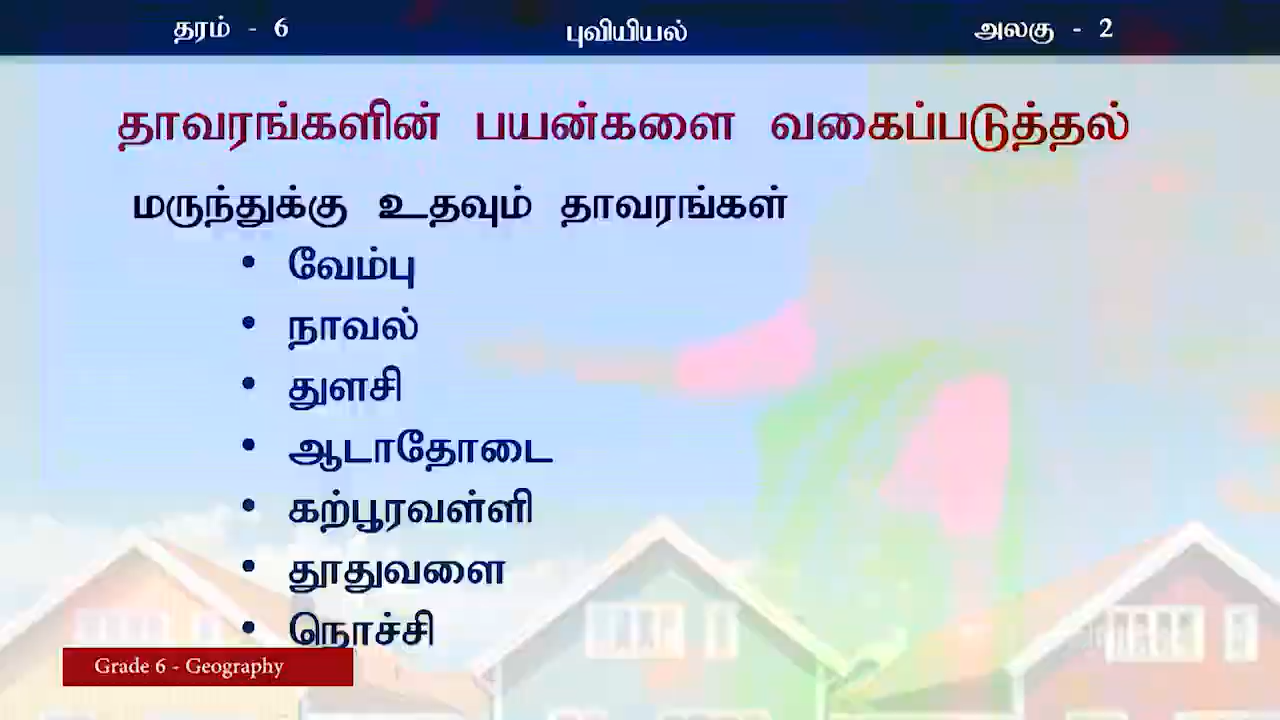 தரம் - 6 புவியியல் அலகு - 2
தாவரங்களின் பயன்களை வகைப்படுத்தல்
மருந்துக்கு உதவும் தாவரங்கள்
• வேம்பு
• நாவல்
• துளசி
• ஆடாதோடை
• கற்பூரவள்ளி
• தூதுவளை
• நொச்சி
Grade 6 - Geography